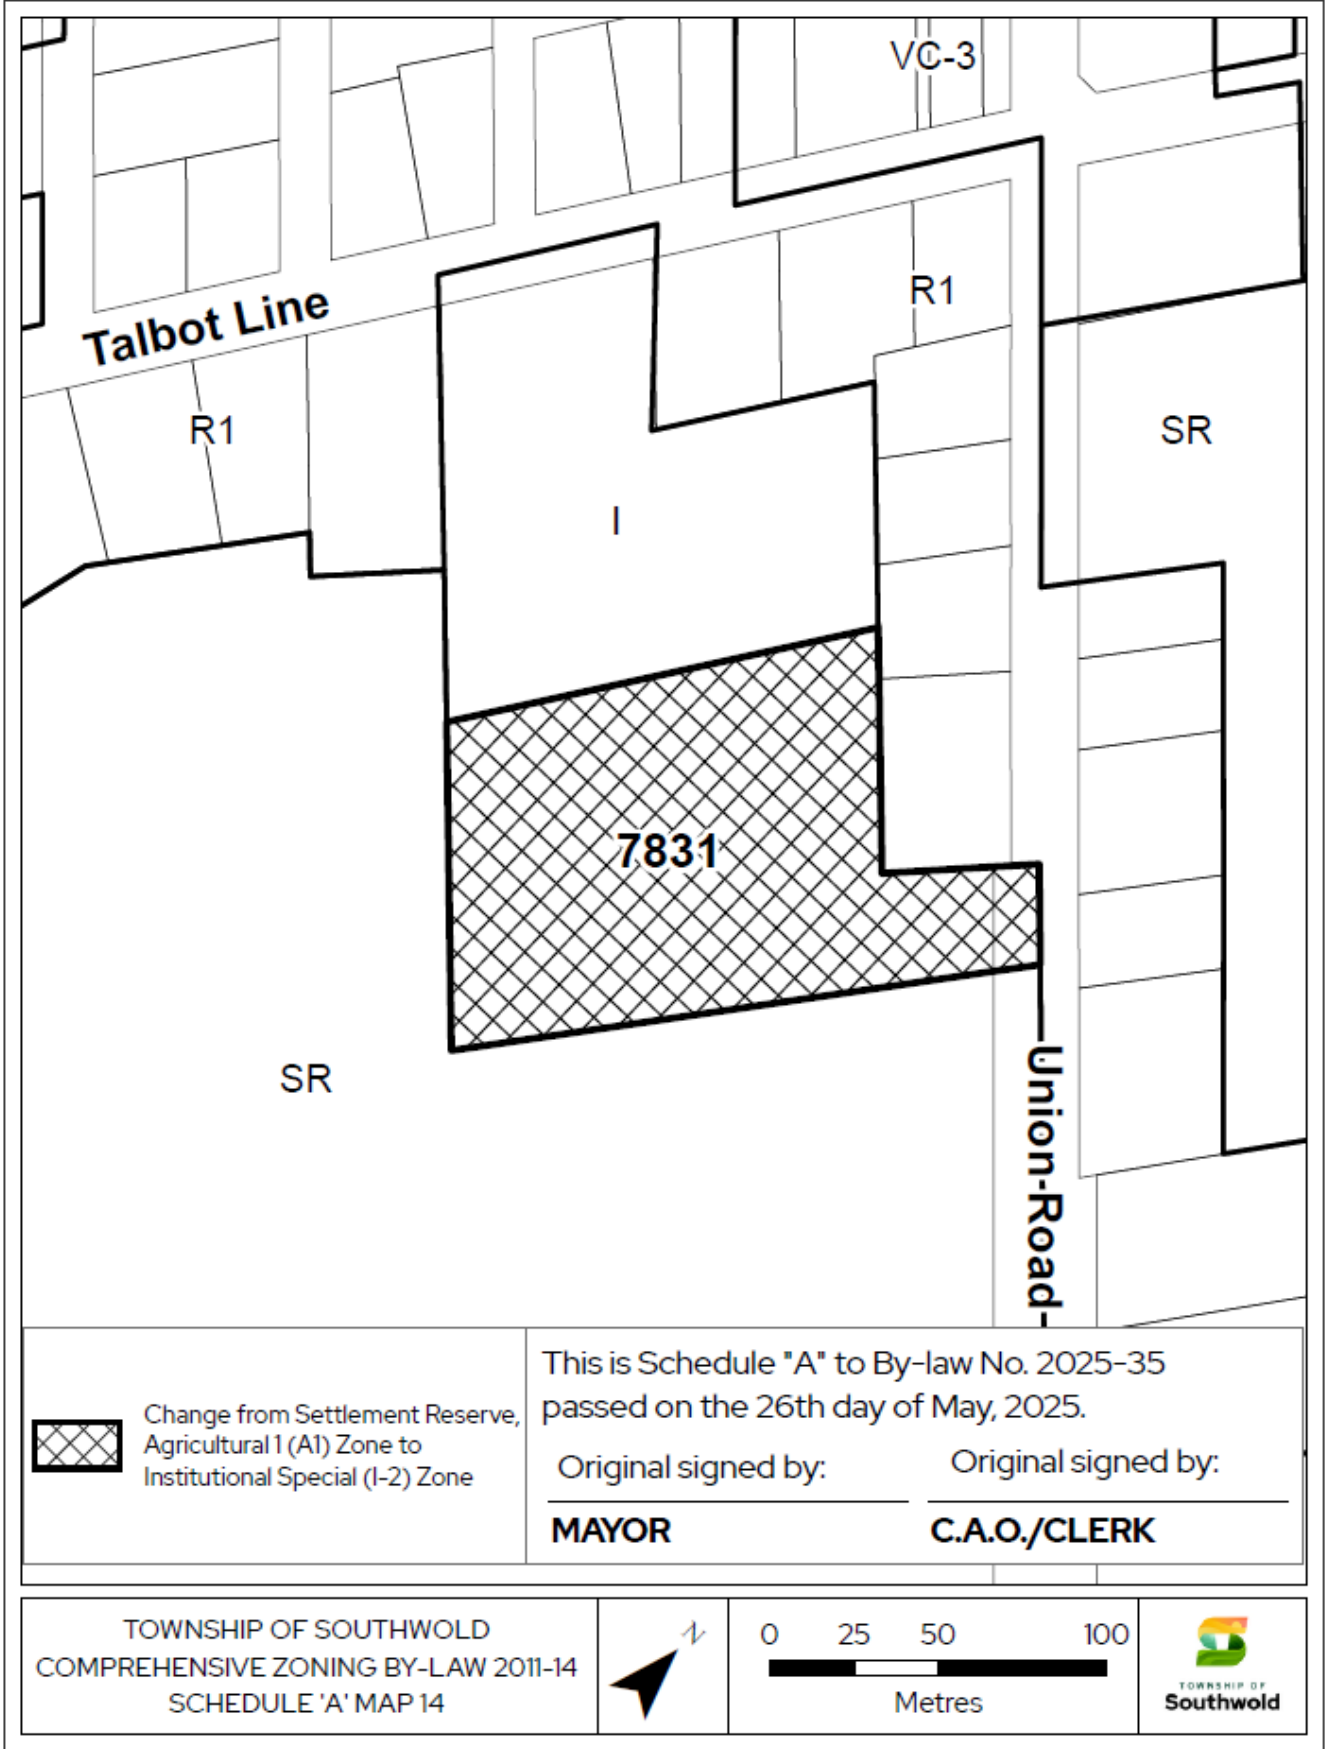 VC-3
R1
Talbot Line
R1
SR
I
7831
SR
Union Road
Change from Settlement Reserve,
Agricultural 1 (A1) Zone to
Institutional Special (I-2) Zone
This is Schedule "A" to By-law No. 2025-35
passed on the 26th day of May, 2025.
Original signed by:
Original signed by:
MAYOR
C.A.O./CLERK
TOWNSHIP OF SOUTHWOLD
COMPREHENSIVE ZONING BY-LAW 2011-14
SCHEDULE 'A' MAP 14
N
0 25 50 100
Metres
TOWNSHIP OF
Southwold